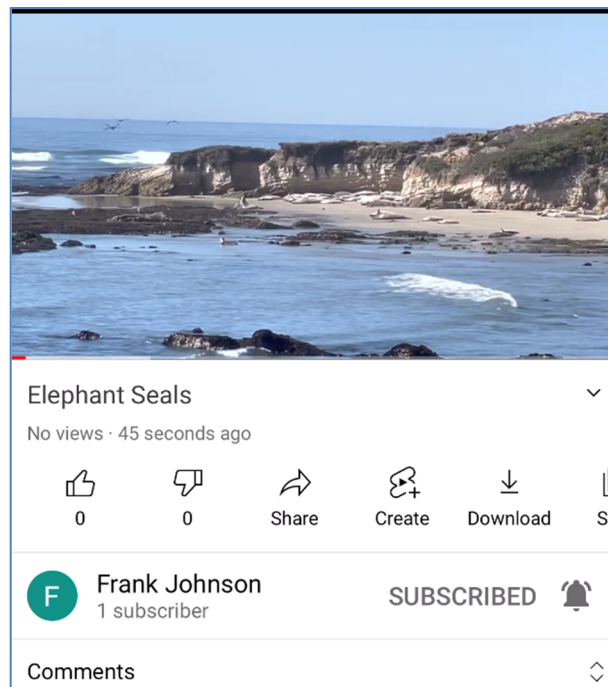 Elephant Seals
No views · 45 seconds ago
0 0 Share Create Download S
F Frank Johnson SUBSCRIBED
1 subscriber
Comments